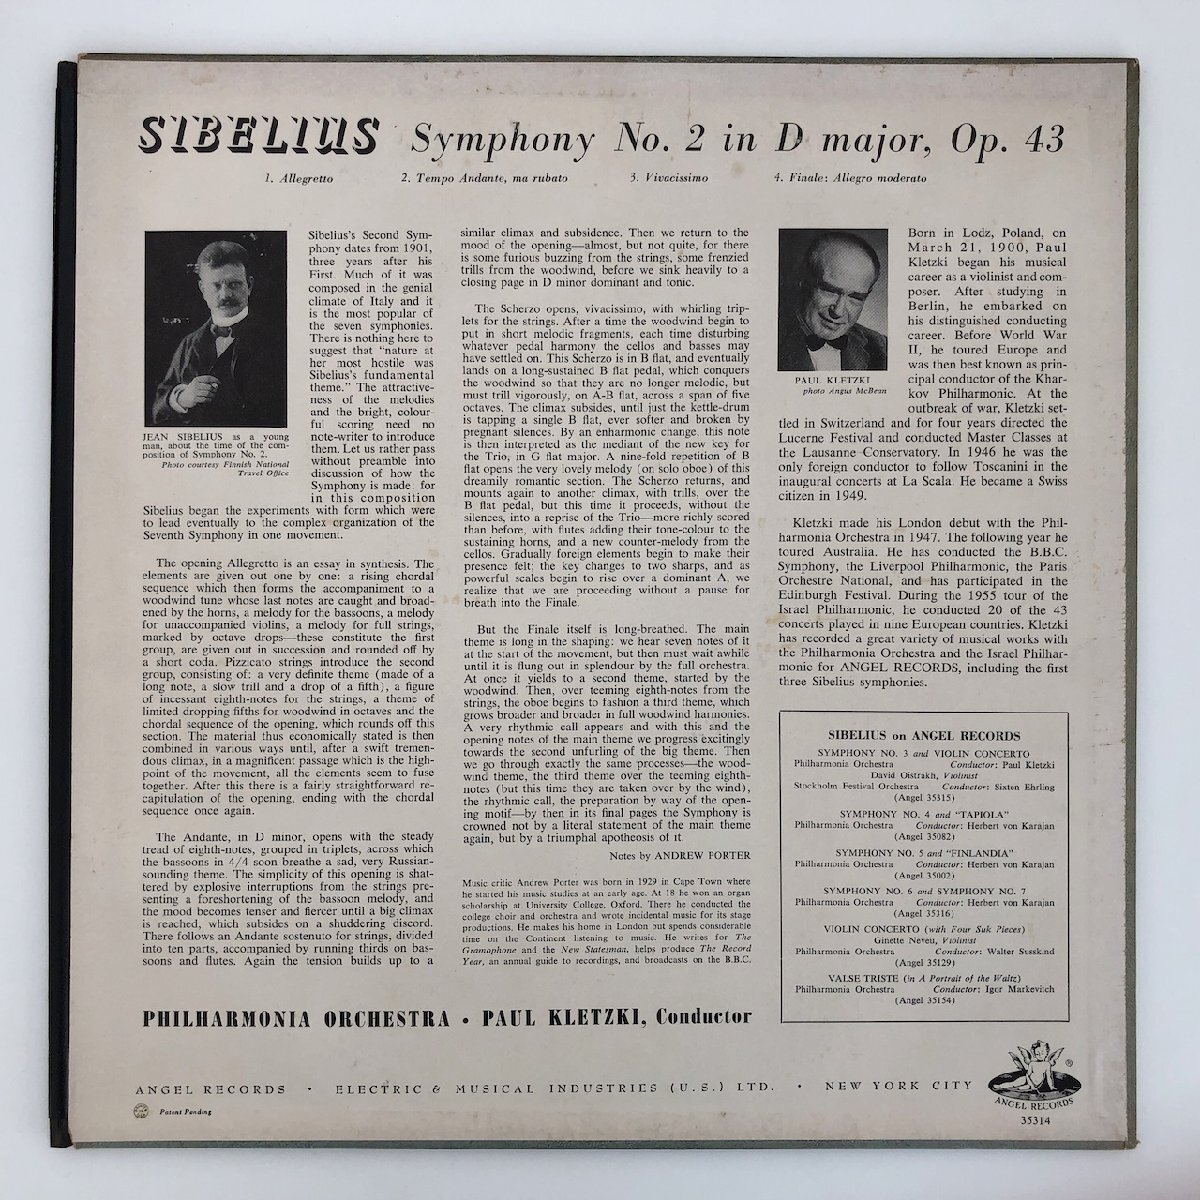 SIBELIUS Symphony No. 2 in D major, Op. 43
1. Allegretto 2. Tempo Andante, ma rubato 3. Vivacissimo 4. Finale: Allegro moderato
JEAN SIBELIUS as a young
man, about the time of the com-
position of Symphony No. 2.
Photo courtesy Finnish National
Travel Office
Sibelius's Second Sym-
phony dates from 1901,
three years after his
First. Much of it was
composed in the genial
climate of Italy and it
is the most popular of
the seven symphonies.
There is nothing here to
suggest that "nature at
her most hostile was
Sibelius's fundamental
theme." The attractive-
ness of the melodies
and the bright, colour-
ful scoring need no
note-writer to introduce
them. Let us rather pass
without preamble into
discussion of how the
Symphony is made: for
in this composition
Sibelius began the experiments with form which were
to lead eventually to the complex organization of the
Seventh Symphony in one movement.
The opening Allegretto is an essay in synthesis. The
elements are given out one by one: a rising chordal
sequence which then forms the accompaniment to a
woodwind tune whose last notes are caught and broad-
ened by the horns, a melody for the bassoons, a melody
for unaccompanied violins, a melody for full strings,
marked by octave drops—these constitute the first
group, are given out in succession and rounded off by
a short coda. Pizzicato strings introduce the second
group, consisting of: a very definite theme (made of a
long note, a slow trill and a drop of a fifth), a figure
of incessant eighth-notes for the strings, a theme of
limited dropping fifths for woodwind in octaves and the
chordal sequence of the opening, which rounds off this
section. The material thus economically stated is then
combined in various ways until, after a swift tremen-
dous climax, in a magnificent passage which is the high-
point of the movement, all the elements seem to fuse
together. After this there is a fairly straightforward re-
capitulation of the opening, ending with the chordal
sequence once again.
The Andante, in D minor, opens with the steady
tread of eighth-notes, grouped in triplets, across which
the bassoons in 4/4 soon breathe a sad, very Russian-
sounding theme. The simplicity of this opening is shat-
tered by explosive interruptions from the strings pre-
senting a foreshortening of the bassoon melody, and
the mood becomes tenser and fiercer until a big climax
is reached, which subsides on a shuddering discord.
There follows an Andante sostenuto for strings, divided
into ten parts, accompanied by running thirds on bas-
soons and flutes. Again the tension builds up to a
similar climax and subsidence. Then we return to the
mood of the opening—almost, but not quite, for there
is some furious buzzing from the strings, some frenzied
trills from the woodwind, before we sink heavily to a
closing page in D minor dominant and tonic.
The Scherzo opens, vivacissimo, with whirling trip-
lets for the strings. After a time the woodwind begin to
put in short melodic fragments, each time disturbing
whatever pedal harmony the cellos and basses may
have settled on. This Scherzo is in B flat, and eventually
lands on a long-sustained B flat pedal, which conquers
the woodwind so that they are no longer melodic, but
must trill vigorously, on A-B flat, across a span of five
octaves. The climax subsides, until just the kettle-drum
is tapping a single B flat, ever softer and broken by
pregnant silences. By an enharmonic change, this note
is then interpreted as the mediant of the new key for
the Trio, in G flat major. A nine-fold repetition of B
flat opens the very lovely melody (on solo oboe) of this
dreamily romantic section. The Scherzo returns, and
mounts again to another climax, with trills, over the
B flat pedal, but this time it proceeds, without the
silences, into a reprise of the Trio—more richly scored
than before, with flutes adding their tone-colour to the
sustaining horns, and a new counter-melody from the
cellos. Gradually foreign elements begin to make their
presence felt; the key changes to two sharps, and as
powerful scales begin to rise over a dominant A, we
realize that we are proceeding without a pause for
breath into the Finale.
But the Finale itself is long-breathed. The main
theme is long in the shaping: we hear seven notes of it
at the start of the movement, but then must wait awhile
until it is flung out in splendour by the full orchestra.
At once it yields to a second theme, started by the
woodwind. Then, over teeming eighth-notes from the
strings, the oboe begins to fashion a third theme, which
grows broader and broader in full woodwind harmonies.
A very rhythmic call appears and with this and the
opening notes of the main theme we progress excitingly
towards the second unfurling of the big theme. Then
we go through exactly the same processes—the wood-
wind theme, the third theme over the teeming eighth-
notes (but this time they are taken over by the wind),
the rhythmic call, the preparation by way of the open-
ing motif—by then in its final pages the Symphony is
crowned not by a literal statement of the main theme
again, but by a triumphal apotheosis of it.
Notes by ANDREW PORTER
Music critic Andrew Porter was born in 1929 in Cape Town where
he started his music studies at an early age. At 18 he won an organ
scholarship at University College, Oxford. There he conducted the
college choir and orchestra and wrote incidental music for its stage
productions. He makes his home in London but spends considerable
time on the Continent listening to music. He writes for The
Gramophone and the New Statesman, helps produce The Record
Year, an annual guide to recordings, and broadcasts on the B.B.C.
PAUL KLETZKI
photo Angus McBean
Born in Lodz, Poland, on
March 21, 1900, Paul
Kletzki began his musical
career as a violinist and com-
poser. After studying in
Berlin, he embarked on
his distinguished conducting
career. Before World War
II, he toured Europe and
was then best known as prin-
cipal conductor of the Khar-
kov Philharmonic. At the
outbreak of war, Kletzki set-
tled in Switzerland and for four years directed the
Lucerne Festival and conducted Master Classes at
the Lausanne Conservatory. In 1946 he was the
only foreign conductor to follow Toscanini in the
inaugural concerts at La Scala. He became a Swiss
citizen in 1949.
Kletzki made his London debut with the Phil-
harmonia Orchestra in 1947. The following year he
toured Australia. He has conducted the B.B.C.
Symphony, the Liverpool Philharmonic, the Paris
Orchestre National, and has participated in the
Edinburgh Festival. During the 1955 tour of the
Israel Philharmonic, he conducted 20 of the 43
concerts played in nine European countries. Kletzki
has recorded a great variety of musical works with
the Philharmonia Orchestra and the Israel Philhar-
monic for ANGEL RECORDS, including the first
three Sibelius symphonies.
SIBELIUS on ANGEL RECORDS
SYMPHONY NO. 3 and VIOLIN CONCERTO
Philharmonia Orchestra Conductor: Paul Kletzki
David Oistrakh, Violinist
Stockholm Festival Orchestra Conductor: Sixten Ehrling
(Angel 35315)
SYMPHONY NO. 4 and "TAPIOLA"
Philharmonia Orchestra Conductor: Herbert von Karajan
(Angel 35082)
SYMPHONY NO. 5 and "FINLANDIA"
Philharmonia Orchestra Conductor: Herbert von Karajan
(Angel 35002)
SYMPHONY NO. 6 and SYMPHONY NO. 7
Philharmonia Orchestra Conductor: Herbert von Karajan
(Angel 35316)
VIOLIN CONCERTO (with Four Suk Pieces)
Ginette Neveu, Violinist
Philharmonia Orchestra Conductor: Walter Susskind
(Angel 35129)
VALSE TRISTE (in A Portrait of the Waltz)
Philharmonia Orchestra Conductor: Igor Markevitch
(Angel 35154)
PHILHARMONIA ORCHESTRA • PAUL KLETZKI, Conductor
ANGEL RECORDS · ELECTRIC & MUSICAL INDUSTRIES (U.S.) LTD. · NEW YORK CITY
Patent Pending
®
ANGEL RECORDS
35314